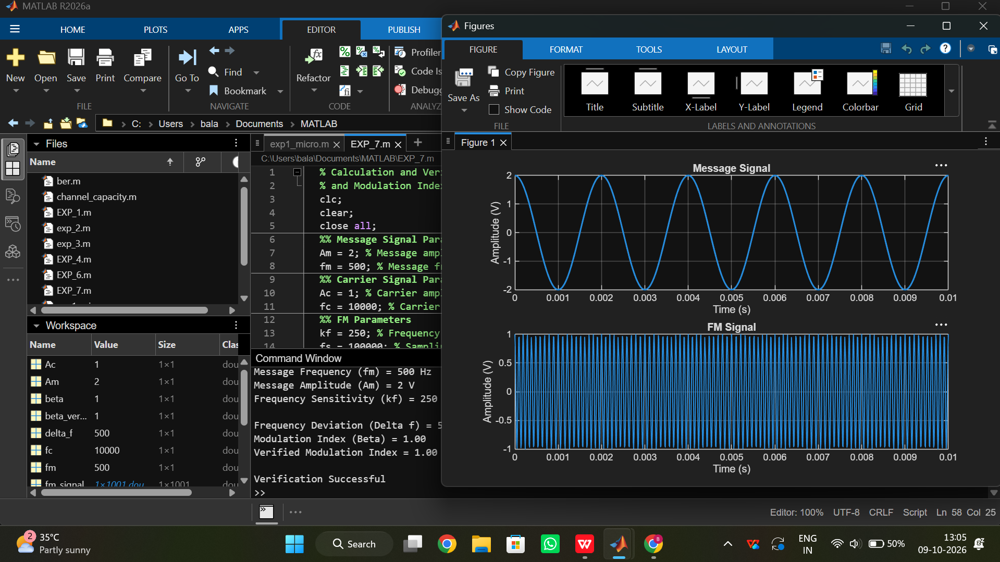 MATLAB R2026a
HOME PLOTS APPS EDITOR PUBLISH
New Open Save Print Compare
FILE
Go To
Find
Bookmark
NAVIGATE
Refactor
CODE
Profiler
Code Is
Debugg
ANALYZ
C: Users bala Documents MATLAB
Files
Name
ber.m
channel_capacity.m
EXP_1.m
exp_2.m
exp_3.m
EXP_4.m
EXP_6.m
EXP_7.m
Workspace
Name Value Size Clas
Ac 1 1×1 dou
Am 2 1×1 dou
beta 1 1×1 dou
beta_ver... 1 1×1 dou
delta_f 500 1×1 dou
fc 10000 1×1 dou
fm 500 1×1 dou
fm_signal 1×1001 dou 1×1001
exp1_micro.m EXP_7.m
C:\Users\bala\Documents\MATLAB\EXP_7.m
1 % Calculation and Ver
2 % and Modulation Index
3 clc;
4 clear;
5 close all;
6 %% Message Signal Para
7 Am = 2; % Message ampl
8 fm = 500; % Message fr
9 %% Carrier Signal Para
10 Ac = 1; % Carrier amp
11 fc = 10000; % Carrier
12 %% FM Parameters
13 kf = 250; % Frequency
14 fs = 100000; % Sampli
Command Window
Message Frequency (fm) = 500 Hz
Message Amplitude (Am) = 2 V
Frequency Sensitivity (kf) = 250
Frequency Deviation (Delta f) = 5
Modulation Index (Beta) = 1.00
Verified Modulation Index = 1.00
Verification Successful
>>
Figures
FIGURE FORMAT TOOLS LAYOUT
Save As
Copy Figure
Print
Show Code
FILE
Title Subtitle X-Label Y-Label Legend Colorbar Grid
LABELS AND ANNOTATIONS
Figure 1
Message Signal
Amplitude (V)
2
1
0
-1
-2
0 0.001 0.002 0.003 0.004 0.005 0.006 0.007 0.008 0.009 0.01
Time (s)
FM Signal
Amplitude (V)
1
0.5
0
-0.5
-1
0 0.001 0.002 0.003 0.004 0.005 0.006 0.007 0.008 0.009 0.01
Time (s)
Editor: 100% UTF-8 CRLF Script Ln 58 Col 25
2
35°C
Partly sunny
Search
B
ENG
IN
50%
13:05
09-10-2026